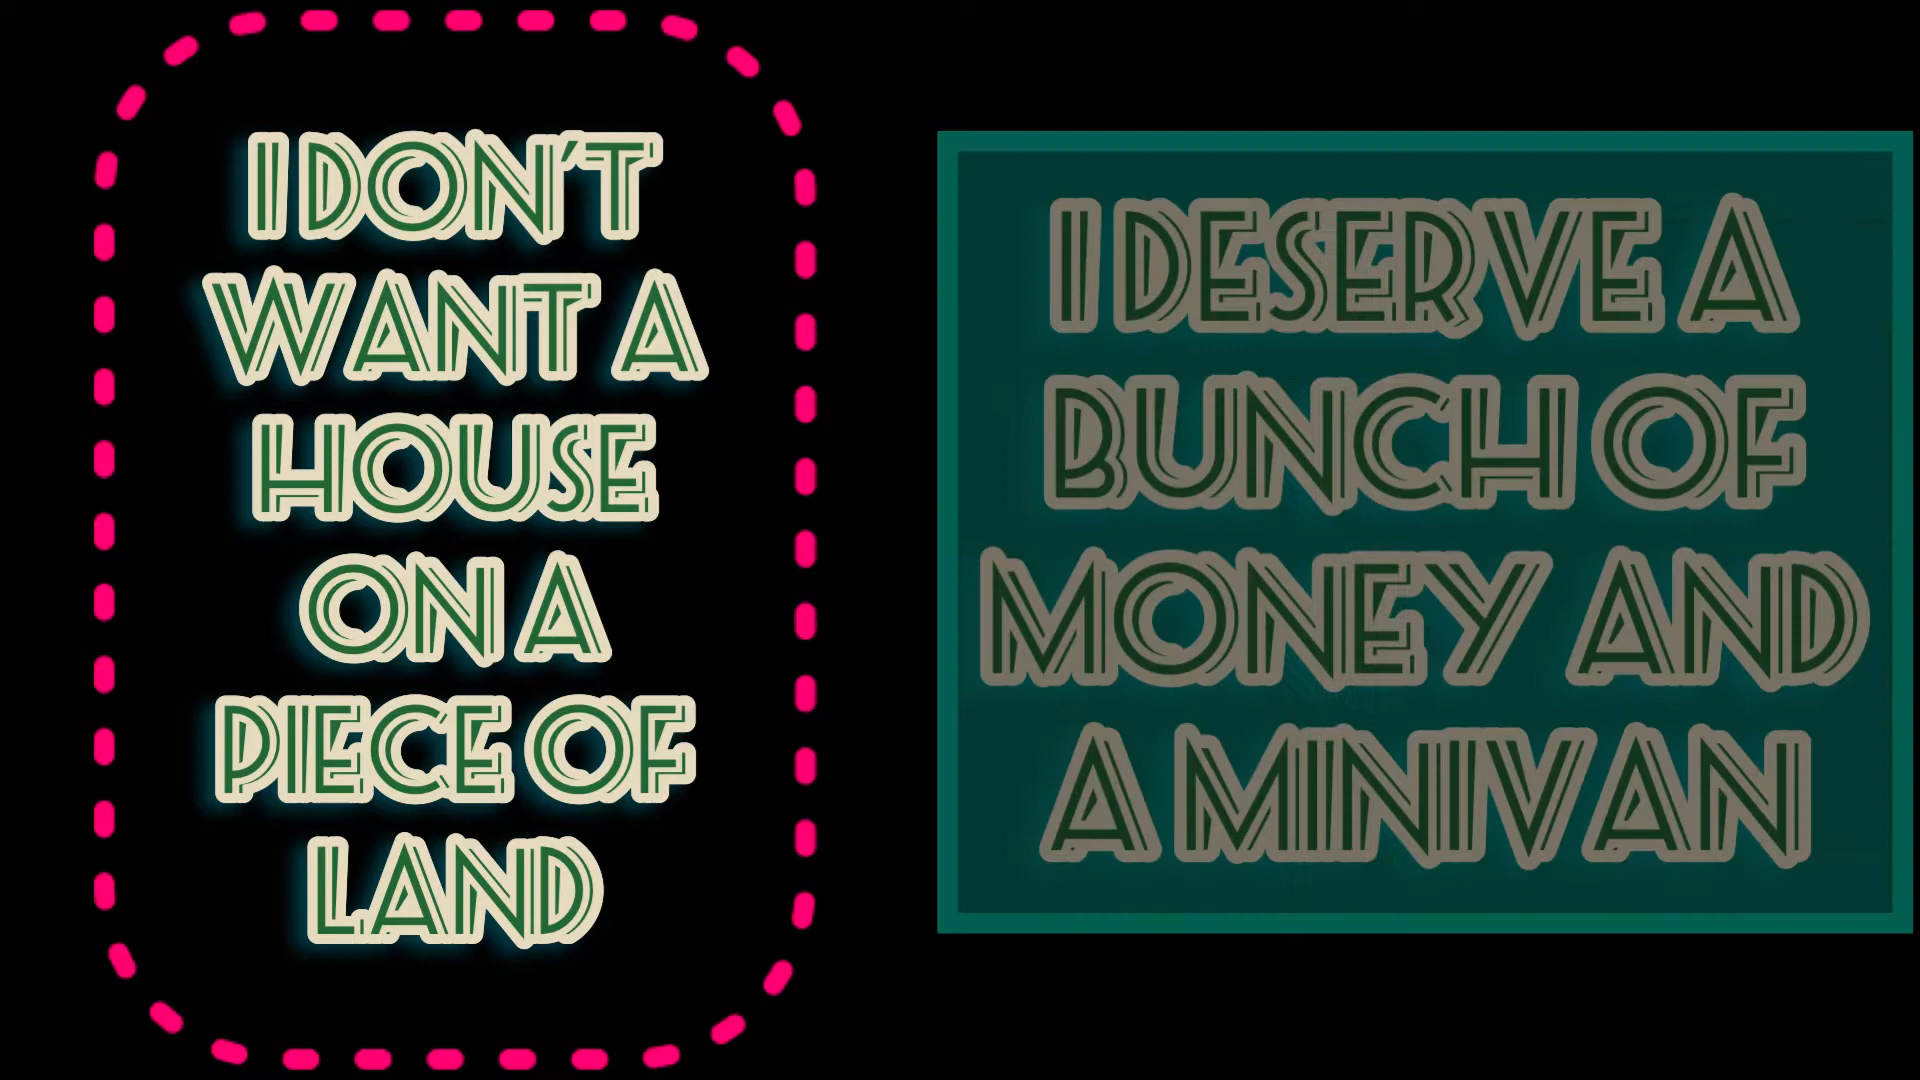 I DON'T
WANT A
HOUSE
ON A
PIECE OF
LAND
I DESERVE A
BUNCH OF
MONEY AND
A MINIVAN